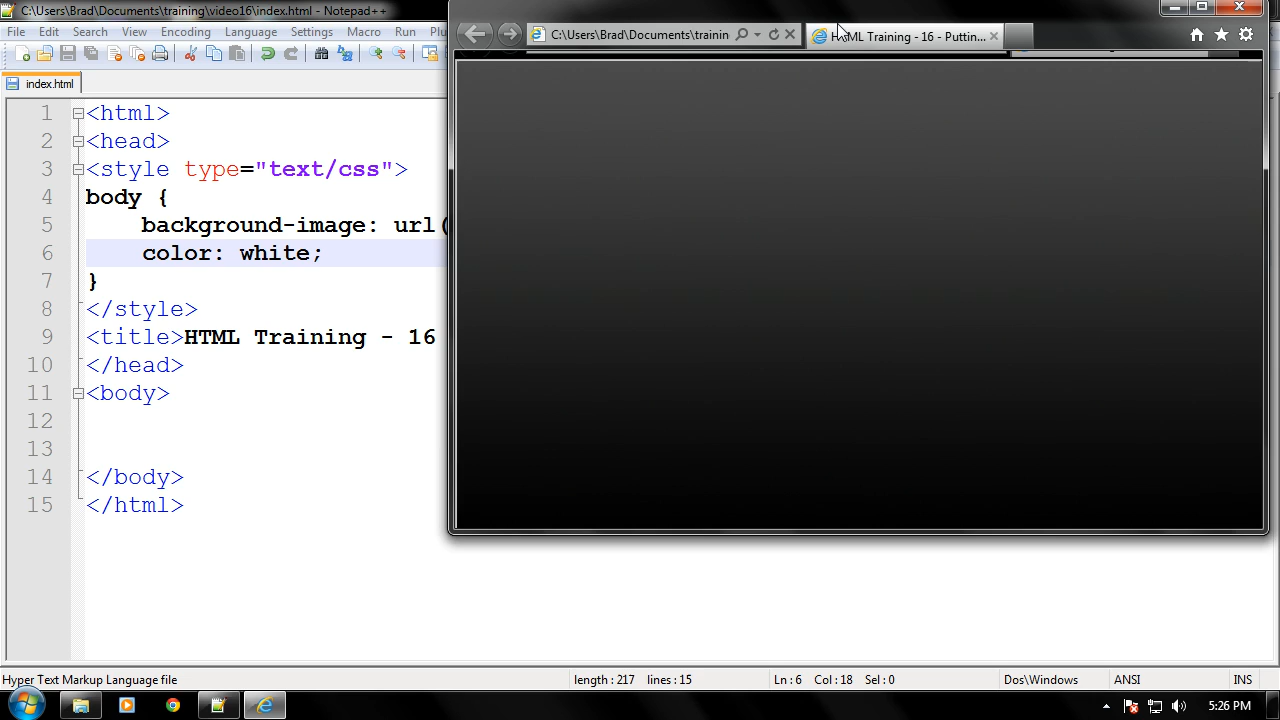 C:\Users\Brad\Documents\training\video16\index.html - Notepad++
File Edit Search View Encoding Language Settings Macro Run Plu
index.html
1 <html>
2 <head>
3 <style type="text/css">
4 body {
5 background-image: url(
6 color: white;
7 }
8 </style>
9 <title>HTML Training - 16
10 </head>
11 <body>
12
13
14 </body>
15 </html>
C:\Users\Brad\Documents\trainin
HTML Training - 16 - Puttin...
Hyper Text Markup Language file
length : 217 lines : 15
Ln : 6 Col : 18 Sel : 0
Dos\Windows
ANSI
INS
5:26 PM